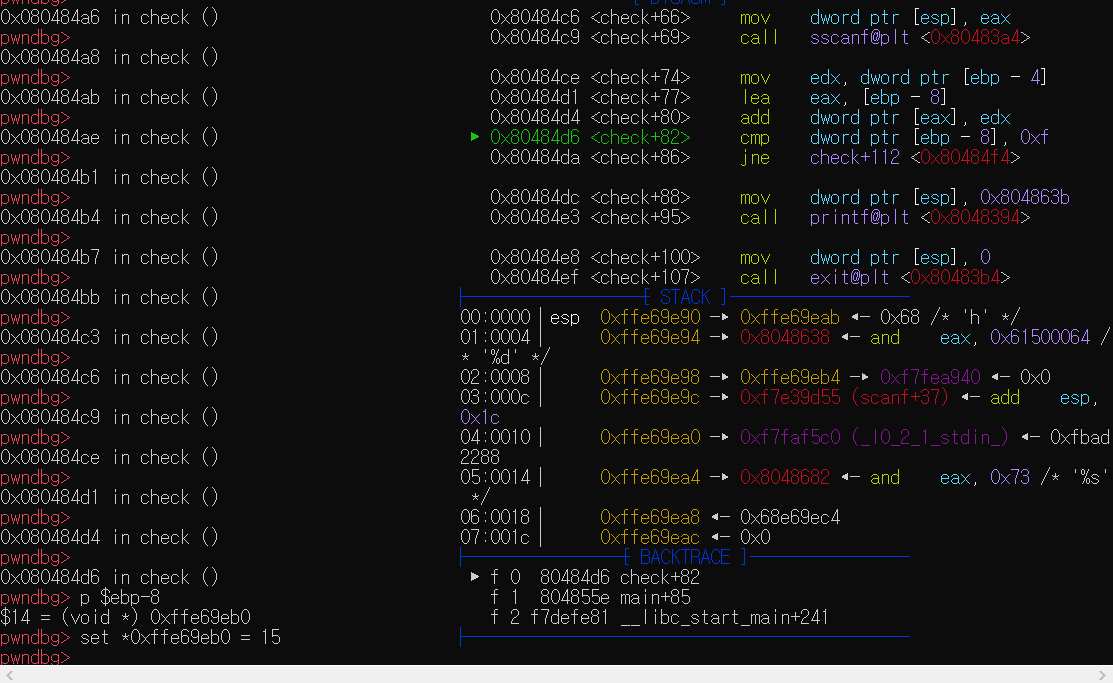 0x080484a6 in check ()
pwndbg>
0x080484a8 in check ()
pwndbg>
0x080484ab in check ()
pwndbg>
0x080484ae in check ()
pwndbg>
0x080484b1 in check ()
pwndbg>
0x080484b4 in check ()
pwndbg>
0x080484b7 in check ()
pwndbg>
0x080484bb in check ()
pwndbg>
0x080484c3 in check ()
pwndbg>
0x080484c6 in check ()
pwndbg>
0x080484c9 in check ()
pwndbg>
0x080484ce in check ()
pwndbg>
0x080484d1 in check ()
pwndbg>
0x080484d4 in check ()
pwndbg>
0x080484d6 in check ()
pwndbg> p $ebp-8
$14 = (void *) 0xffe69eb0
pwndbg> set *0xffe69eb0 = 15
pwndbg>
0x80484c6 <check+66> mov dword ptr [esp], eax
0x80484c9 <check+69> call sscanf@plt <0x80483a4>
0x80484ce <check+74> mov edx, dword ptr [ebp - 4]
0x80484d1 <check+77> lea eax, [ebp - 8]
0x80484d4 <check+80> add dword ptr [eax], edx
► 0x80484d6 <check+82> cmp dword ptr [ebp - 8], 0xf
0x80484da <check+86> jne check+112 <0x80484f4>
0x80484dc <check+88> mov dword ptr [esp], 0x804863b
0x80484e3 <check+95> call printf@plt <0x8048394>
0x80484e8 <check+100> mov dword ptr [esp], 0
0x80484ef <check+107> call exit@plt <0x80483b4>
[ STACK ]
00:0000│ esp 0xffe69e90 —► 0xffe69eab ◄— 0x68 /* 'h' */
01:0004│ 0xffe69e94 —► 0x8048638 ◄— and eax, 0x61500064 /
* '%d' */
02:0008│ 0xffe69e98 —► 0xffe69eb4 —► 0xf7fea940 ◄— 0x0
03:000c│ 0xffe69e9c —► 0xf7e39d55 (scanf+37) ◄— add esp,
0x1c
04:0010│ 0xffe69ea0 —► 0xf7faf5c0 (_IO_2_1_stdin_) ◄— 0xfbad
2288
05:0014│ 0xffe69ea4 —► 0x8048682 ◄— and eax, 0x73 /* '%s'
*/
06:0018│ 0xffe69ea8 ◄— 0x68e69ec4
07:001c│ 0xffe69eac ◄— 0x0
[ BACKTRACE ]
► f 0 80484d6 check+82
f 1 804855e main+85
f 2 f7defe81 __libc_start_main+241